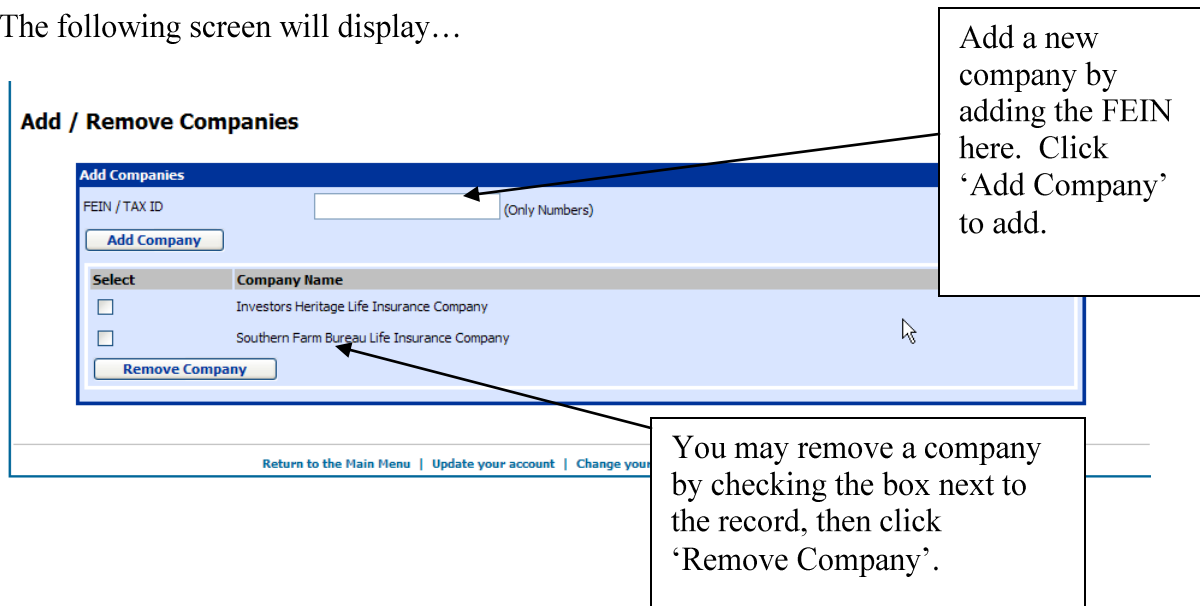 The following screen will display…
Add a new
company by
adding the FEIN
here.  Click
‘Add Company’
to add.
Add / Remove Companies
Add Companies
FEIN / TAX ID
(Only Numbers)
Add Company
Select Company Name
Investors Heritage Life Insurance Company
Southern Farm Bureau Life Insurance Company
Remove Company
Return to the Main Menu | Update your account | Change your
You may remove a company
by checking the box next to
the record, then click
‘Remove Company’.